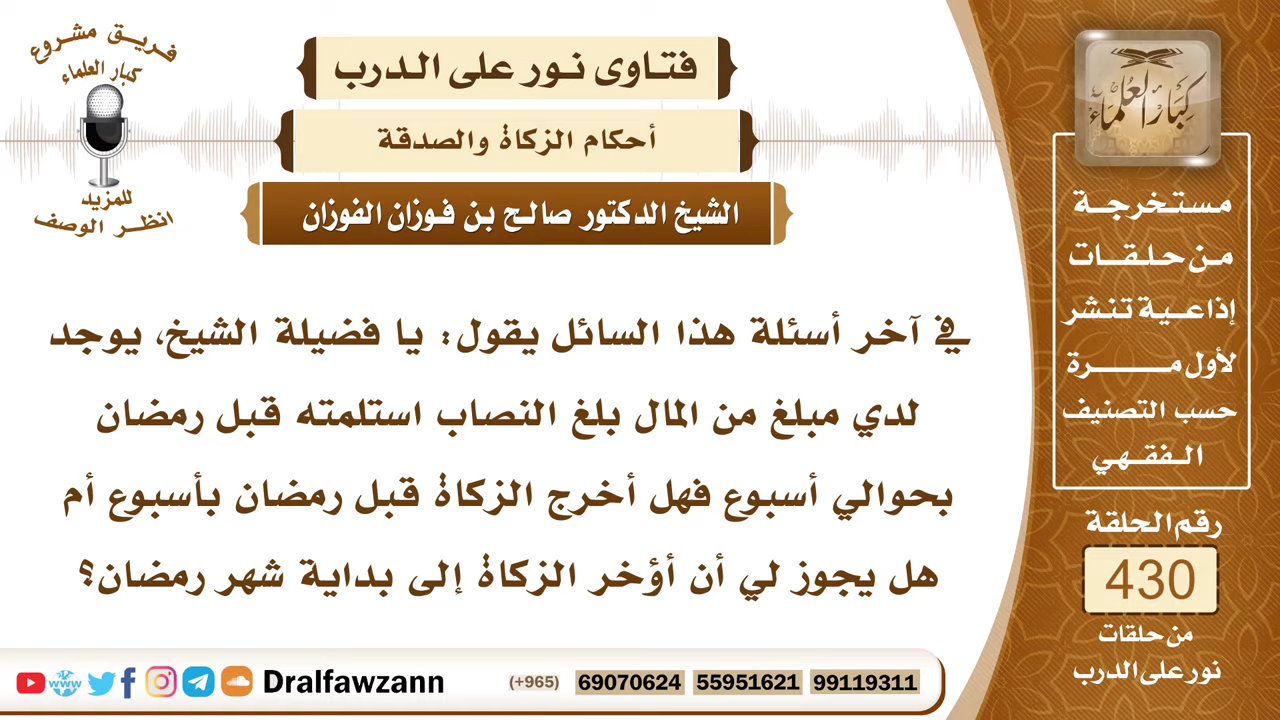 فريق مشروع
كبار العلماء
للمزيد
انظر الوصف
فتاوى نور على الدرب
أحكام الزكاة والصدقة
الشيخ الدكتور صالح بن فوزان الفوزان
في آخر أسئلة هذا السائل يقول: يا فضيلة الشيخ، يوجد
لدي مبلغ من المال بلغ النصاب استلمته قبل رمضان
بحوالي أسبوع فهل أخرج الزكاة قبل رمضان بأسبوع أم
هل يجوز لي أن أؤخر الزكاة إلى بداية شهر رمضان؟
كبار العلماء
مستخرجة
من حلقات
إذاعية تنشر
لأول مرة
حسب التصنيف
الفقهي
رقم الحلقة
430
من حلقات
نور على الدرب
www
Dralfawzann (+965) 69070624 55951621 99119311